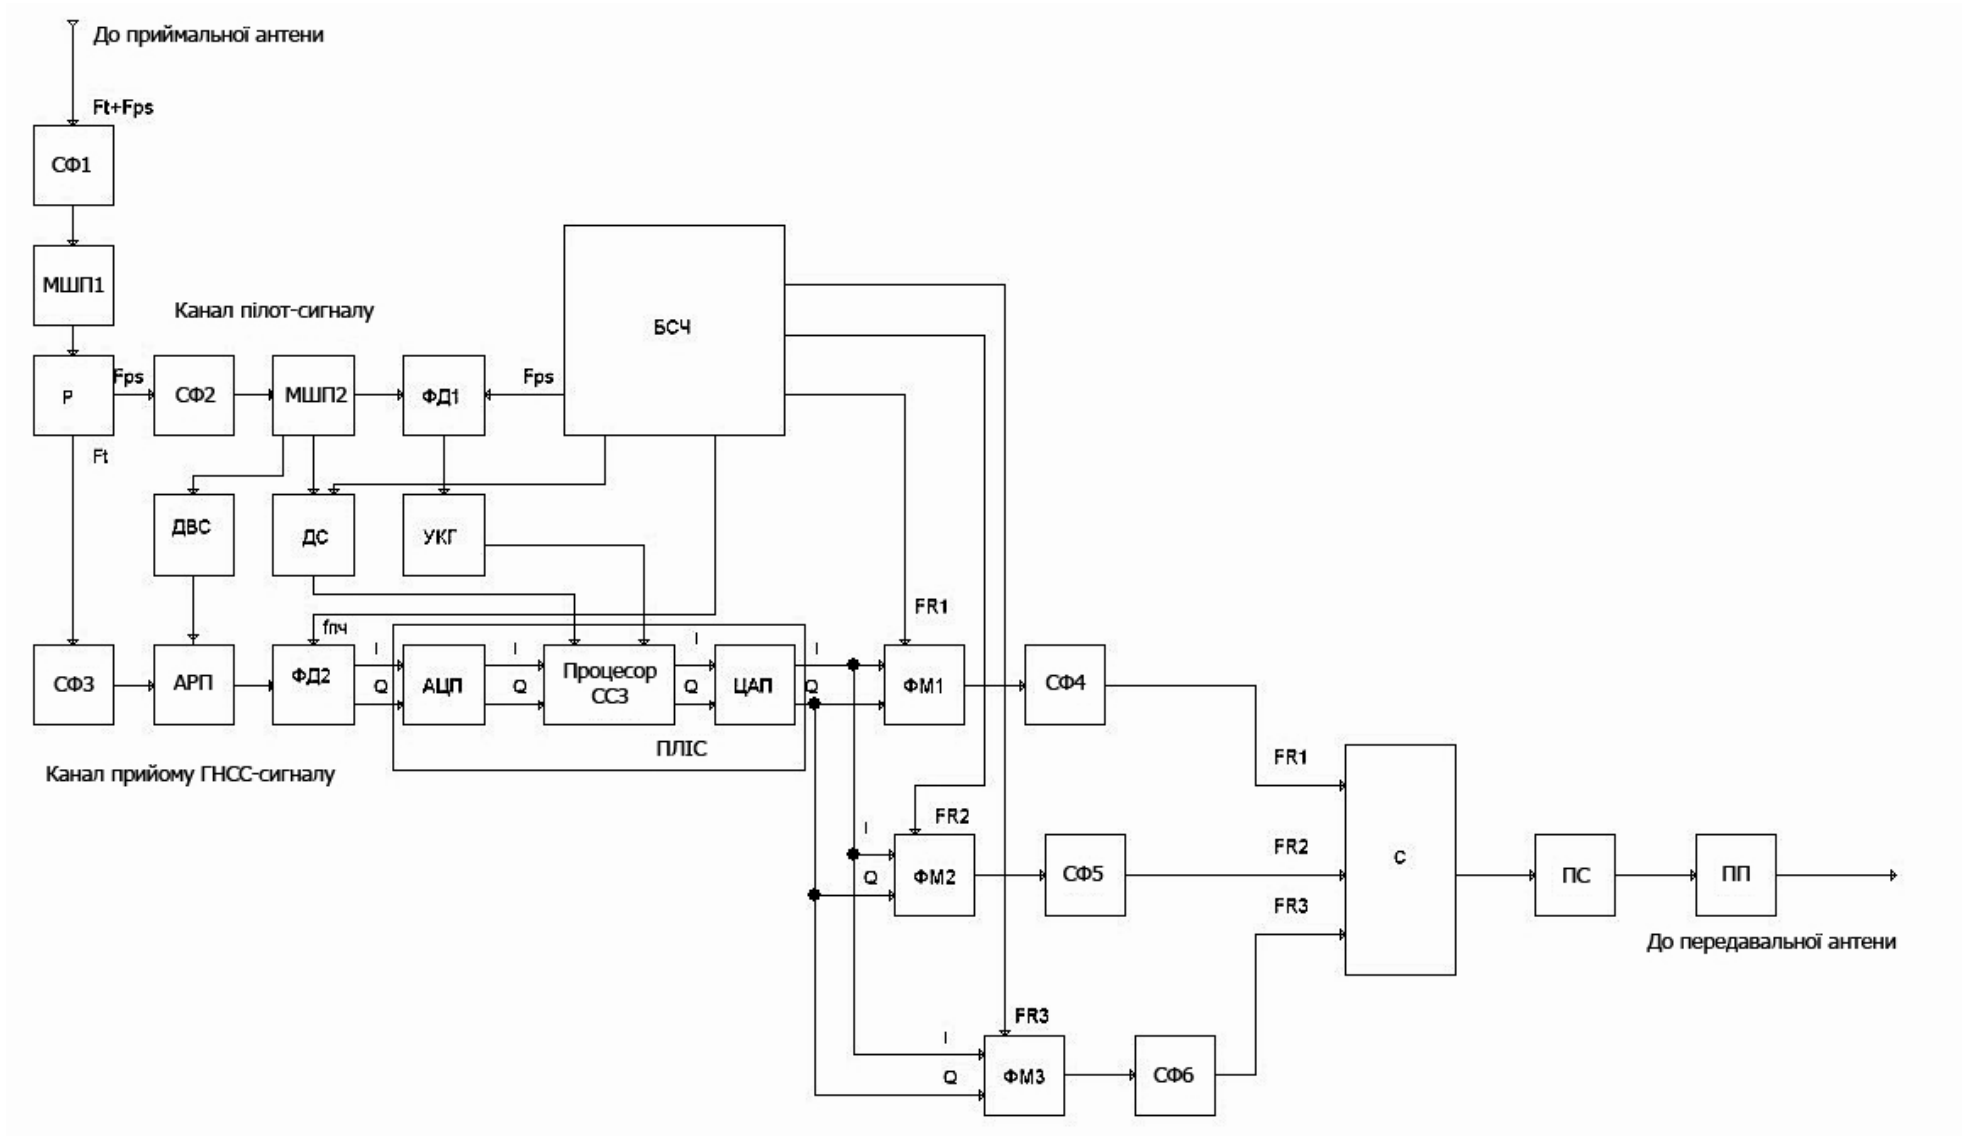 До приймальної антени
Ft+Fps
СФ1
МШП1
Канал пілот-сигналу
БСЧ
Р
Fps
СФ2
МШП2
ФД1
Fps
Ft
ДВС
ДС
УКГ
FR1
fпч
СФ3
АРП
ФД2
I
Q
АЦП
I
Q
Процесор
ССЗ
I
Q
ЦАП
I
Q
ФМ1
СФ4
ПЛІС
Канал прийому ГНСС-сигналу
FR1
FR2
I
Q
ФМ2
СФ5
FR2
FR3
С
ПС
ПП
До передавальної антени
FR3
I
Q
ФМ3
СФ6